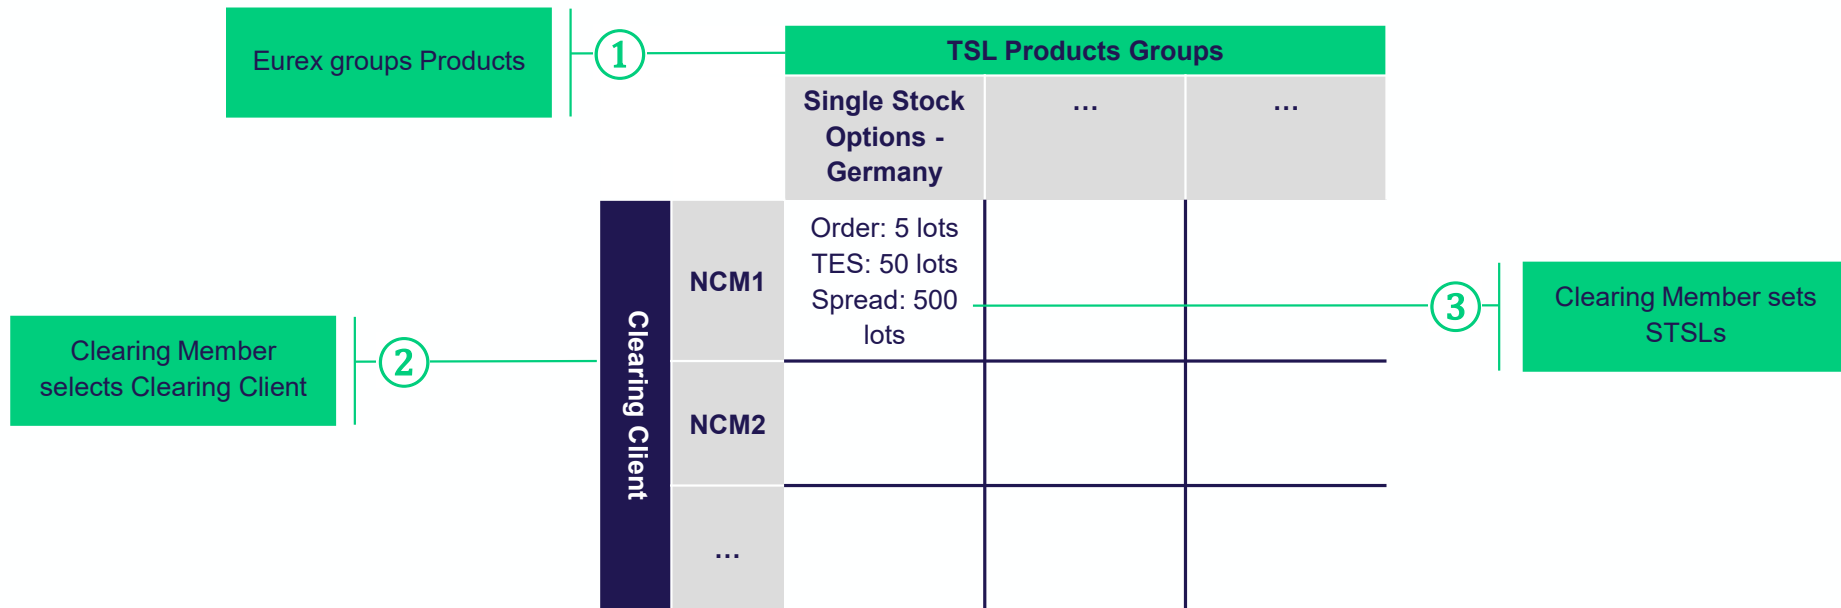 Eurex groups Products
1
TSL Products Groups
Single Stock
Options -
Germany
...
...
Order: 5 lots
TES: 50 lots
Spread: 500
lots
NCM1
Clearing Client
3
Clearing Member sets
STSLs
Clearing Member
selects Clearing Client
2
NCM2
...